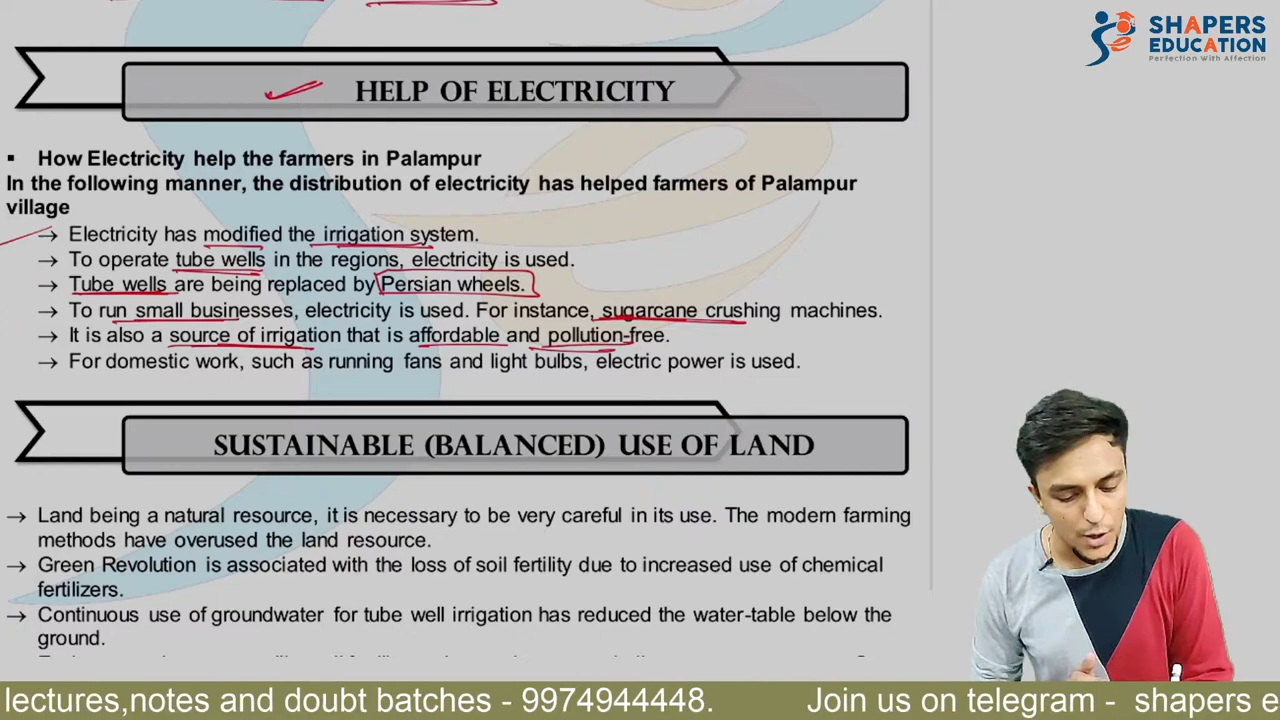 SHAPERS
EDUCATION
Perfection With Affection
HELP OF ELECTRICITY
▪ How Electricity help the farmers in Palampur
In the following manner, the distribution of electricity has helped farmers of Palampur
village
→ Electricity has modified the irrigation system.
→ To operate tube wells in the regions, electricity is used.
→ Tube wells are being replaced by Persian wheels.
→ To run small businesses, electricity is used. For instance, sugarcane crushing machines.
→ It is also a source of irrigation that is affordable and pollution-free.
→ For domestic work, such as running fans and light bulbs, electric power is used.
SUSTAINABLE (BALANCED) USE OF LAND
→ Land being a natural resource, it is necessary to be very careful in its use. The modern farming
methods have overused the land resource.
→ Green Revolution is associated with the loss of soil fertility due to increased use of chemical
fertilizers.
→ Continuous use of groundwater for tube well irrigation has reduced the water-table below the
ground.
lectures,notes and doubt batches - 9974944448. Join us on telegram - shapers e